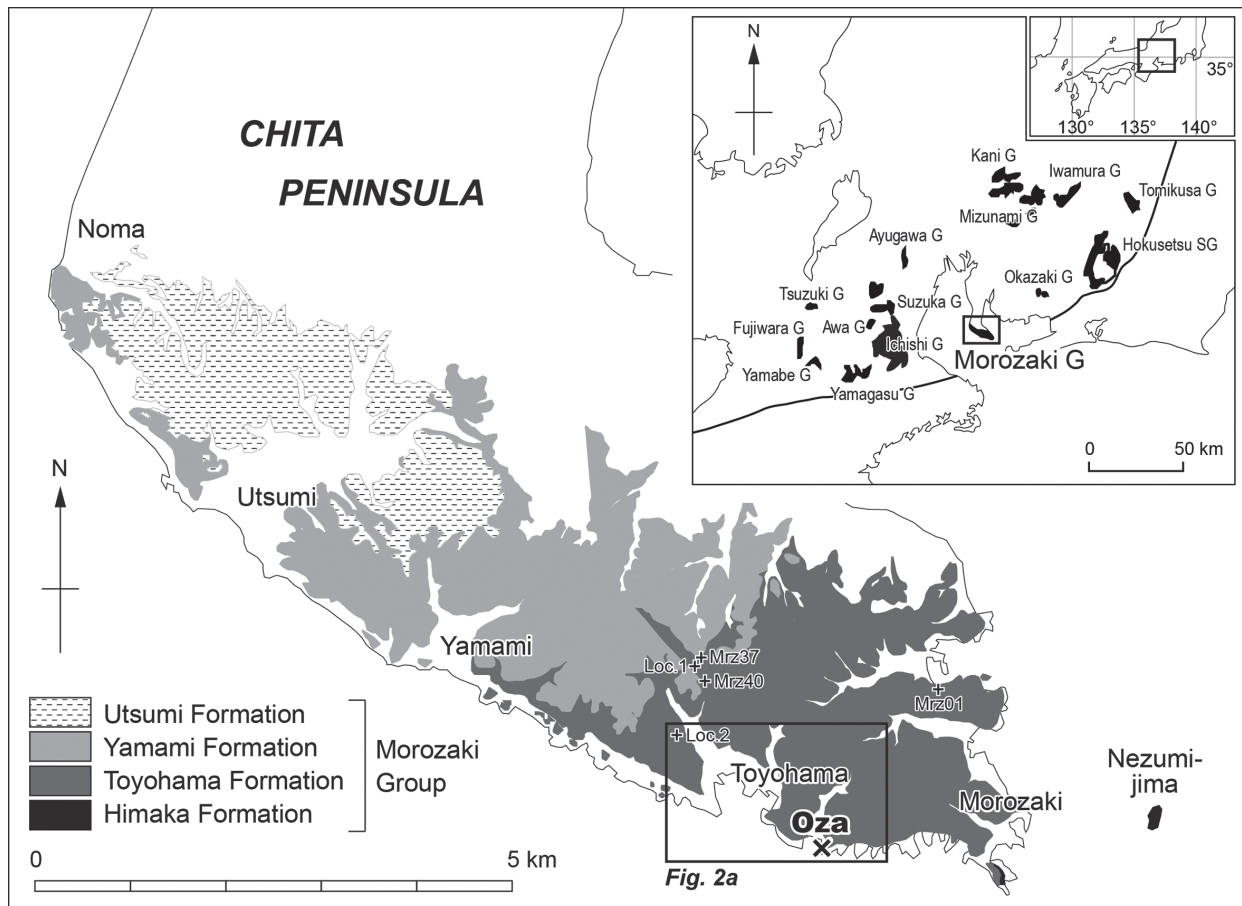 CHITA
PENINSULA
Noma
N
Utsumi
Yamami
Loc.1
Mrz37
Mrz40
Mrz01
Loc.2
Toyohama
Oza
Morozaki
Nezumi-
jima
Fig. 2a
Utsumi Formation
Yamami Formation
Toyohama Formation
Himaka Formation
Morozaki
Group
0
5 km
N
35°
130°
135°
140°
Kani G
Iwamura G
Tomikusa G
Mizunami G
Ayugawa G
Hokusetsu SG
Okazaki G
Tsuzuki G
Suzuka G
Fujiwara G
Awa G
Ichishi G
Morozaki G
Yamabe G
Yamagasu G
0
50 km